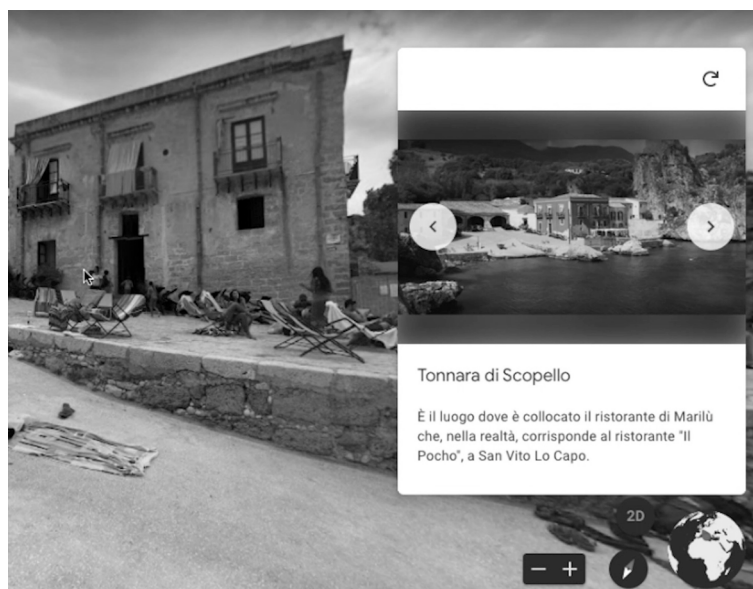 Tonnara di Scopello
È il luogo dove è collocato il ristorante di Marilù
che, nella realtà, corrisponde al ristorante "Il
Pocho", a San Vito Lo Capo.
2D